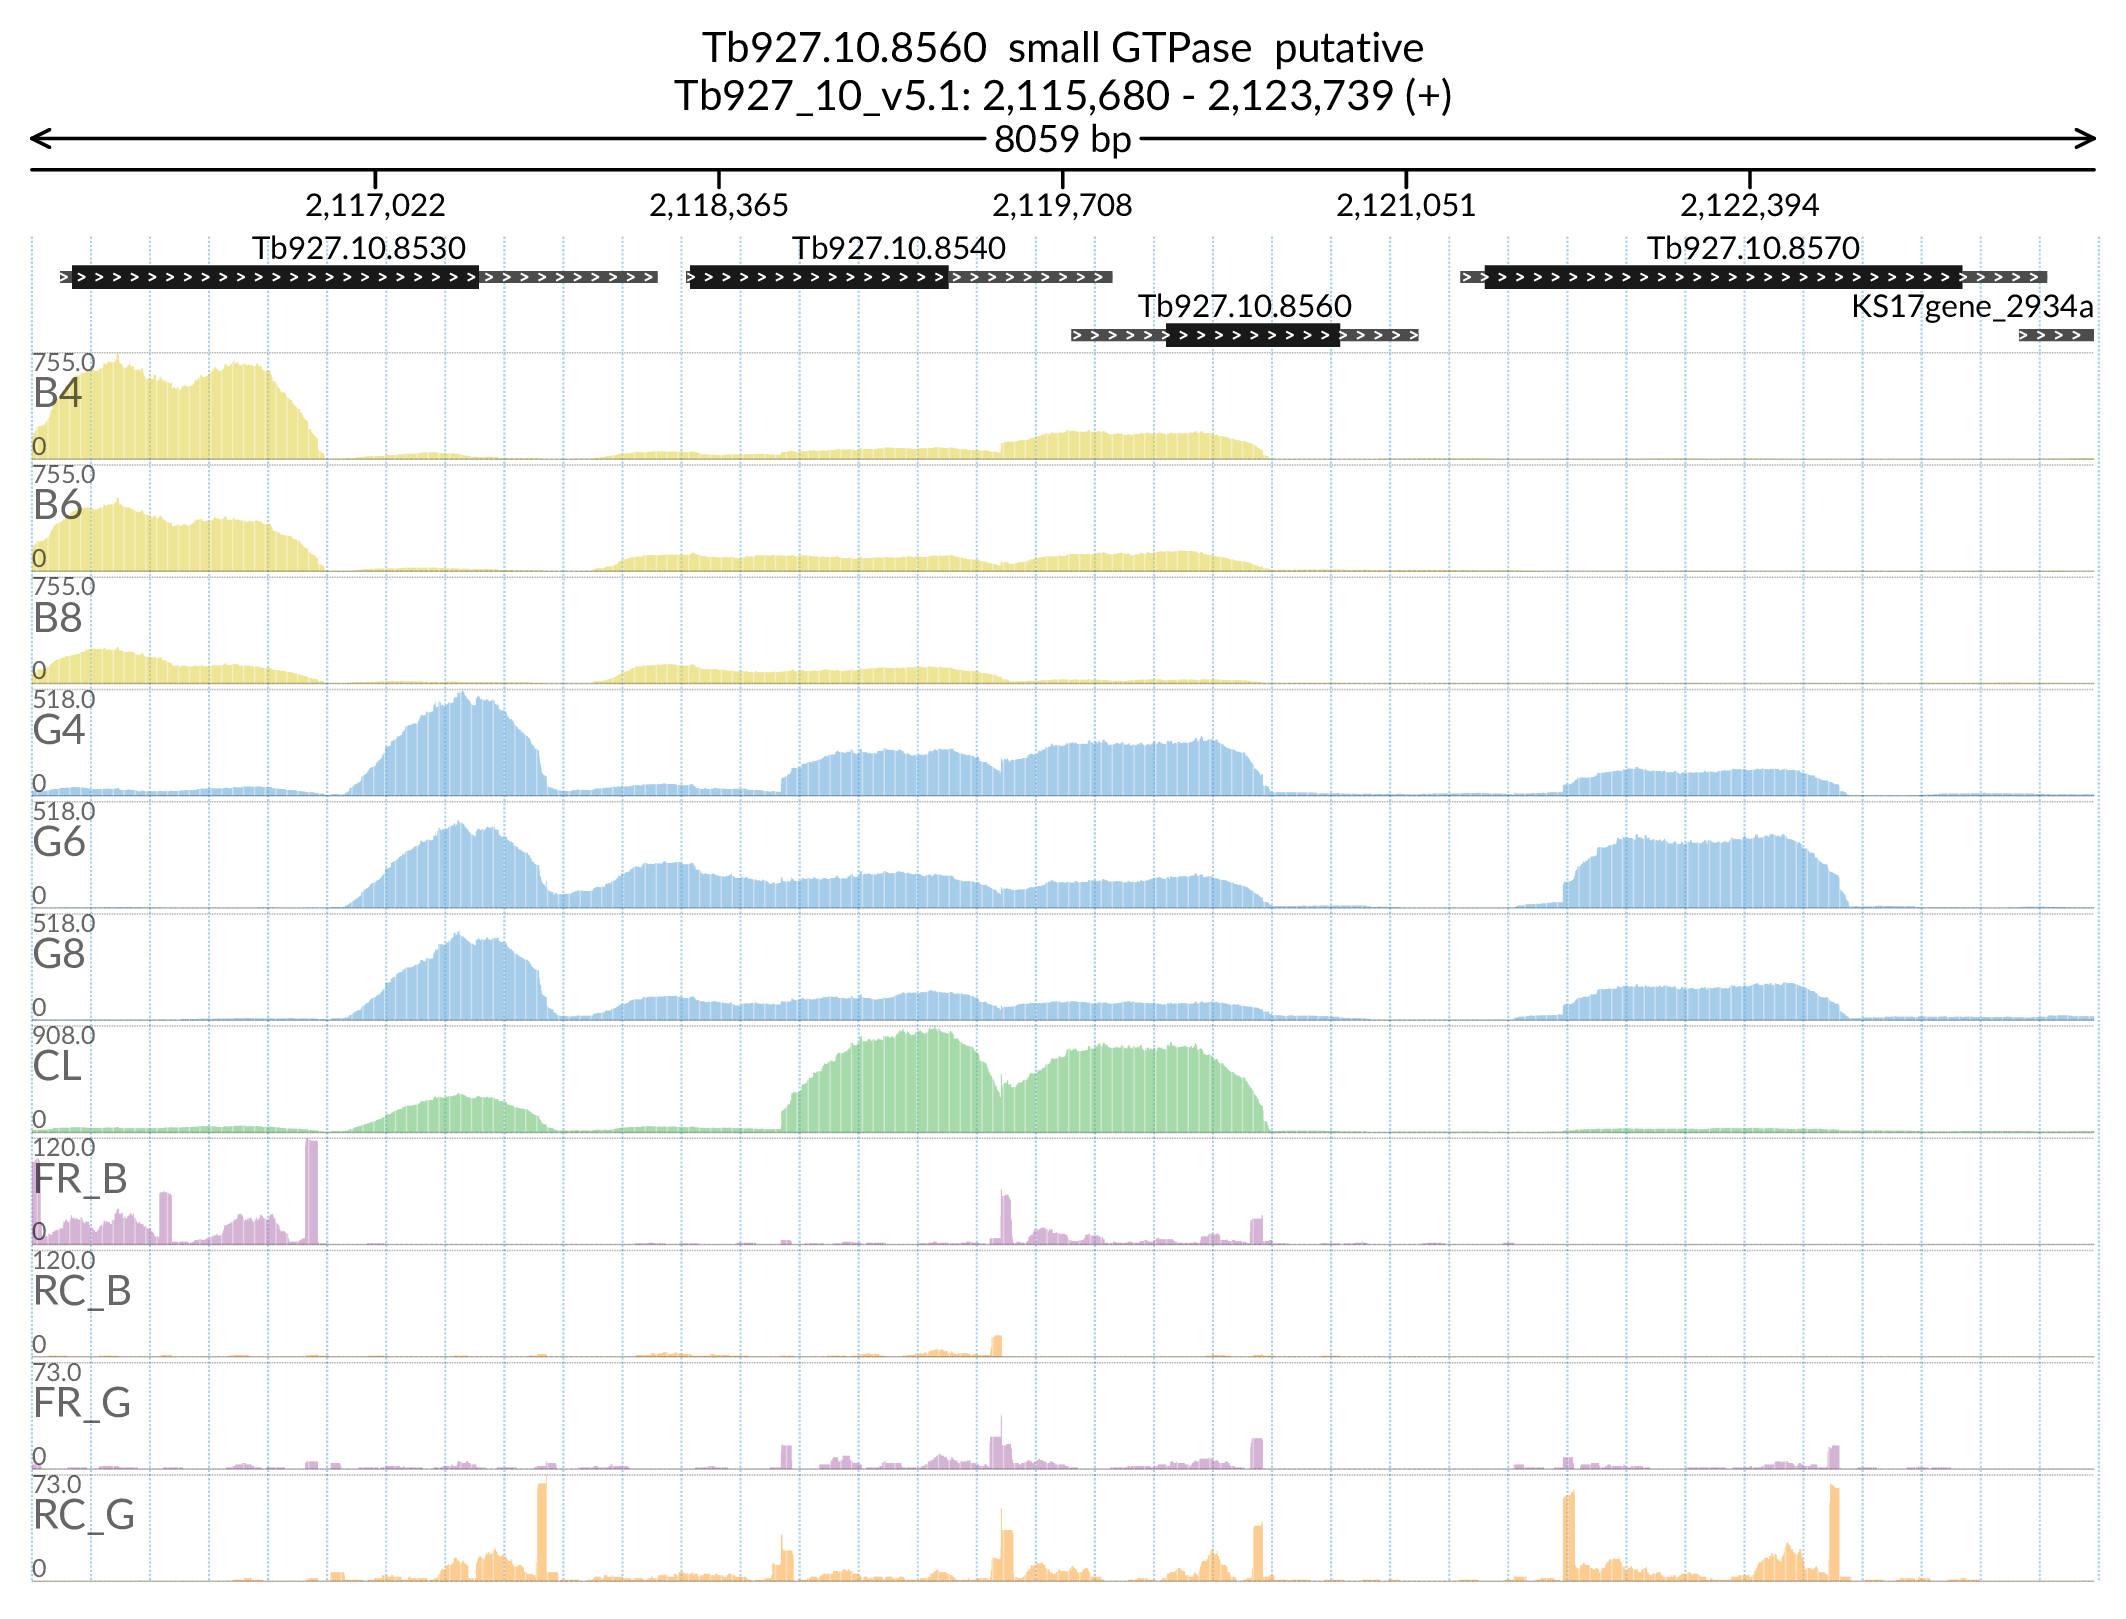 Tb927.10.8560 small GTPase putative
Tb927_10_v5.1: 2,115,680 - 2,123,739 (+)
8059 bp
2,117,022 2,118,365 2,119,708 2,121,051 2,122,394
Tb927.10.8530 Tb927.10.8540 Tb927.10.8570
Tb927.10.8560 KS17gene_2934a
755.0
B4
0
755.0
B6
0
755.0
B8
0
518.0
G4
0
518.0
G6
0
518.0
G8
0
908.0
CL
0
120.0
FR_B
0
120.0
RC_B
0
73.0
FR_G
0
73.0
RC_G
0